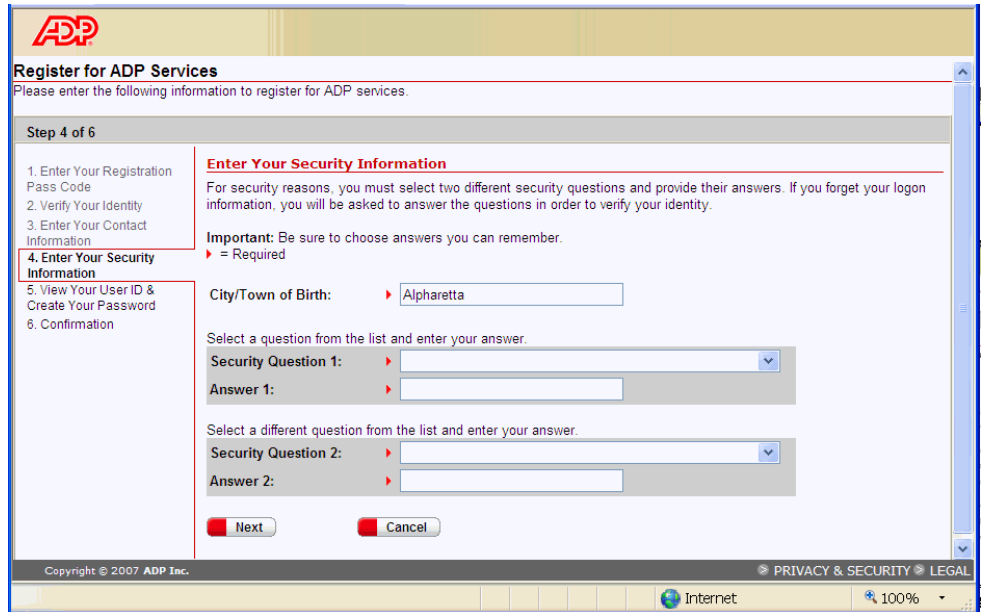 ADP
Register for ADP Services
Please enter the following information to register for ADP services.
Step 4 of 6
1. Enter Your Registration
Pass Code
2. Verify Your Identity
3. Enter Your Contact
Information
4. Enter Your Security
Information
5. View Your User ID &
Create Your Password
6. Confirmation
Enter Your Security Information
For security reasons, you must select two different security questions and provide their answers. If you forget your logon
information, you will be asked to answer the questions in order to verify your identity.
Important: Be sure to choose answers you can remember.
= Required
City/Town of Birth: Alpharetta
Select a question from the list and enter your answer.
Security Question 1:
Answer 1:
Select a different question from the list and enter your answer.
Security Question 2:
Answer 2:
Next Cancel
Copyright © 2007 ADP Inc. PRIVACY & SECURITY LEGAL
Internet 100%